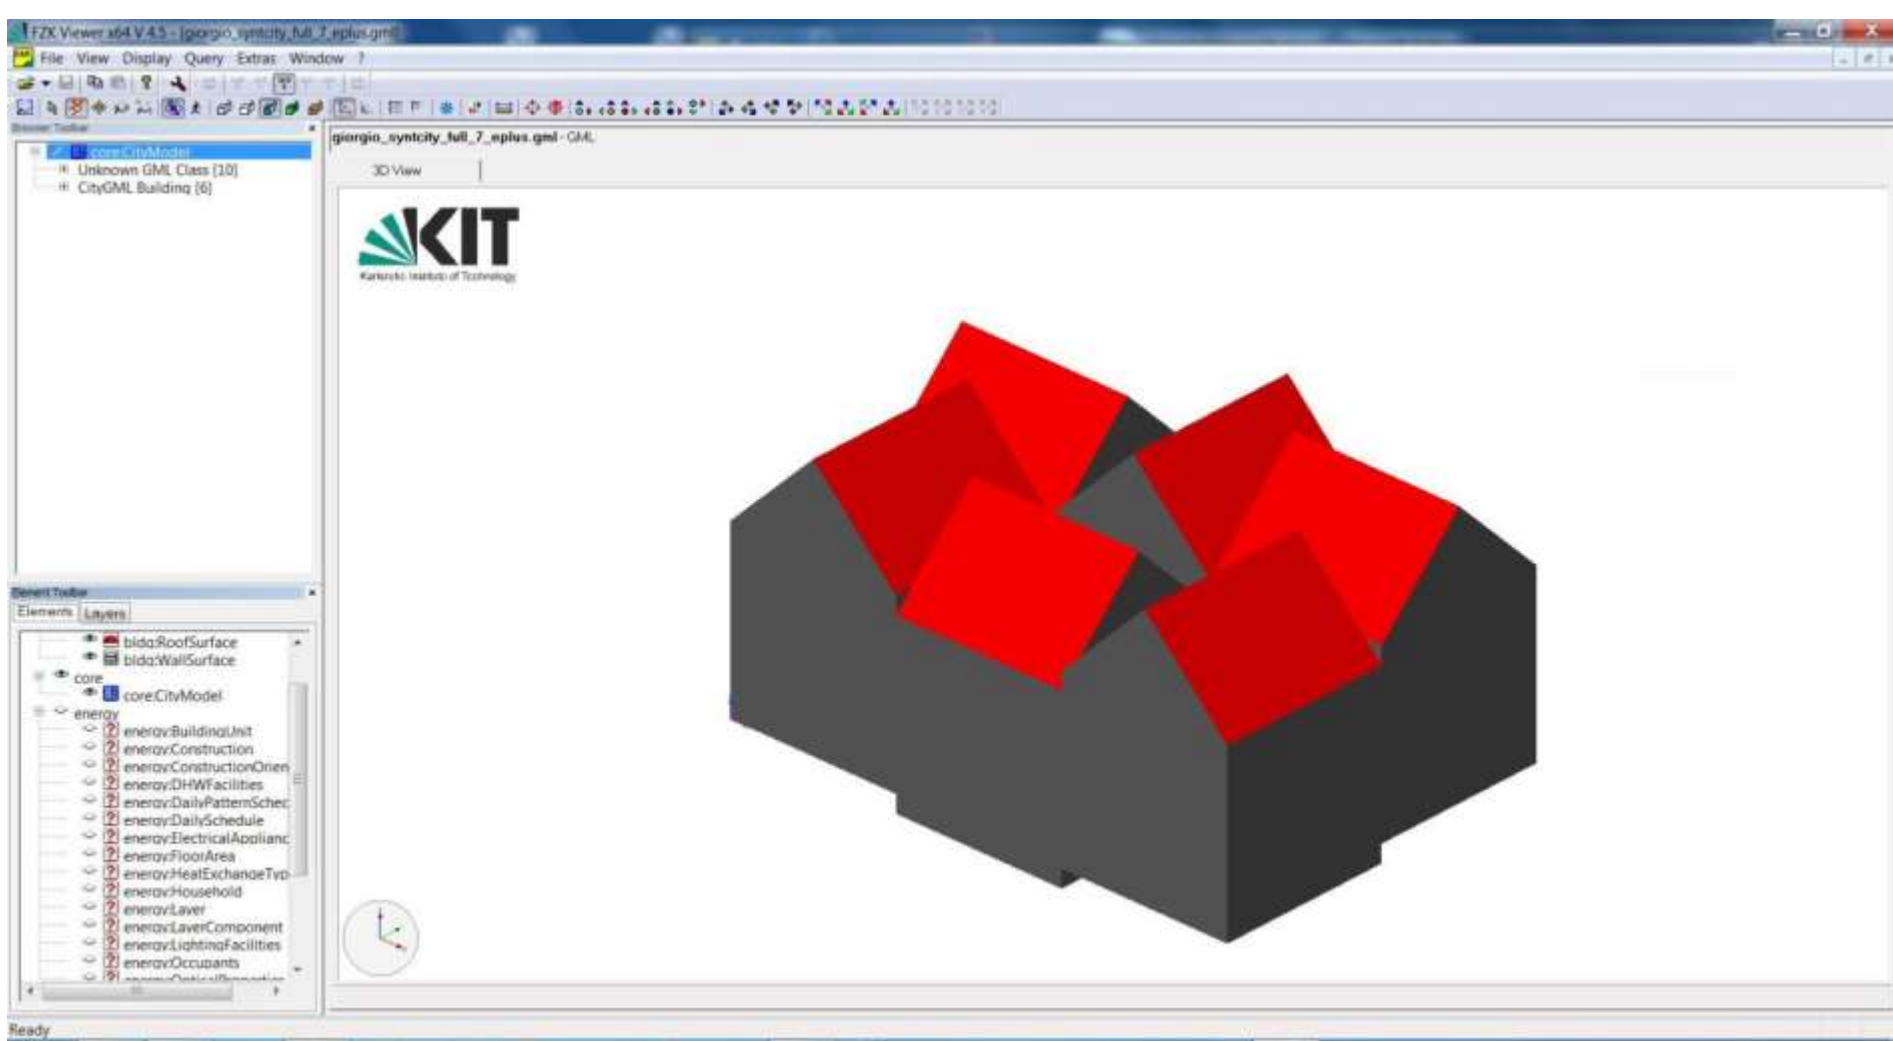 FZK Viewer x64 V 4.5 - [giorgio_syntcity_full_7_eplus.gml]
File View Display Query Extras Window ?
Browser Toolbar
core:CityModel
Unknown GML Class [10]
CityGML Building [6]
giorgio_syntcity_full_7_eplus.gml - GML
3D View
KIT
Karlsruhe Institute of Technology
Element Toolbar
Elements Layers
bldg:RoofSurface
bldg:WallSurface
core
core:CityModel
energy
energy:BuildingUnit
energy:Construction
energy:ConstructionOrien
energy:DHWFacilities
energy:DailyPatternSchec
energy:DailySchedule
energy:ElectricalApplianc
energy:FloorArea
energy:HeatExchangeTyp
energy:Household
energy:Layer
energy:LayerComponent
energy:LightingFacilities
energy:Occupants
Ready